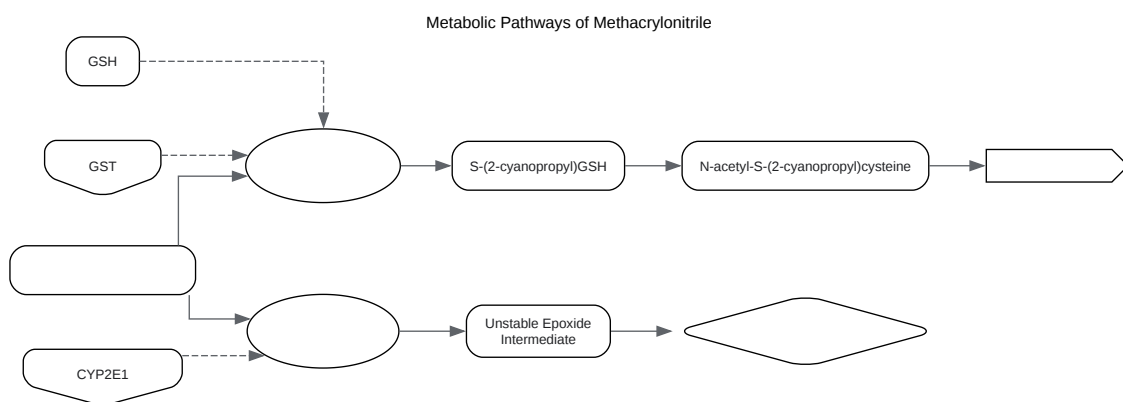 Metabolic Pathways of Methacrylonitrile
GSH
GST
S-(2-cyanopropyl)GSH
N-acetyl-S-(2-cyanopropyl)cysteine
Unstable Epoxide
Intermediate
CYP2E1